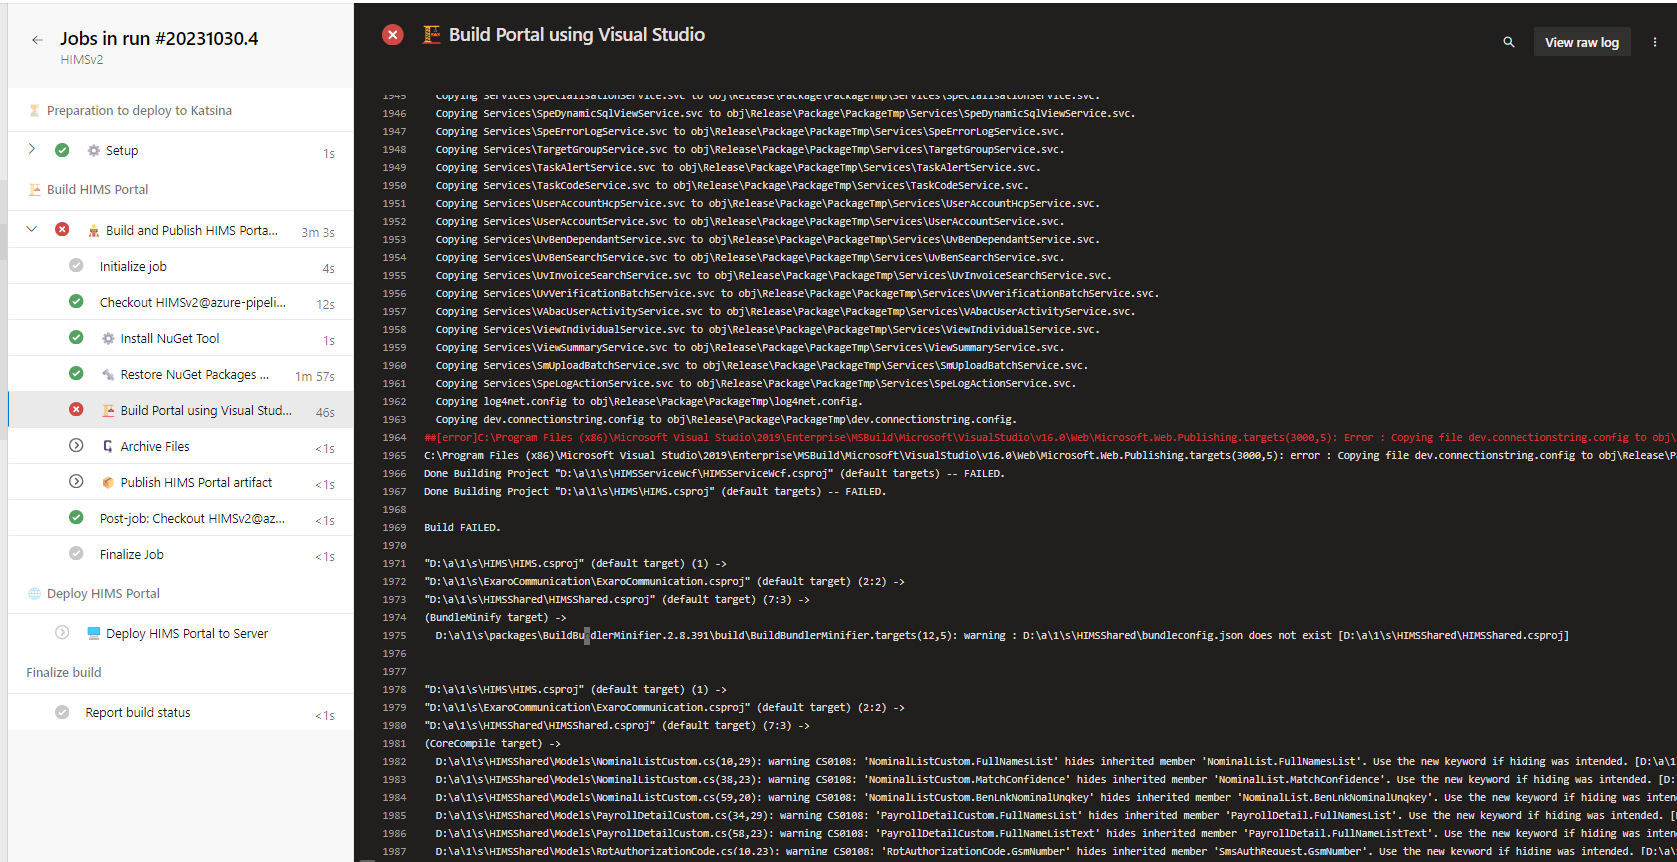 Jobs in run #20231030.4
HIMSv2
Preparation to deploy to Katsina
Setup 1s
Build HIMS Portal
Build and Publish HIMS Porta... 3m 3s
Initialize job 4s
Checkout HIMSv2@azure-pipeli... 12s
Install NuGet Tool 1s
Restore NuGet Packages ... 1m 57s
Build Portal using Visual Stud... 46s
Archive Files <1s
Publish HIMS Portal artifact <1s
Post-job: Checkout HIMSv2@az... <1s
Finalize Job <1s
Deploy HIMS Portal
Deploy HIMS Portal to Server
Finalize build
Report build status <1s
Build Portal using Visual Studio
View raw log
1945 Copying Services\SpecialisationService.svc to obj\Release\Package\PackageTmp\Services\SpecialisationService.svc.
1946 Copying Services\SpeDynamicSqlViewService.svc to obj\Release\Package\PackageTmp\Services\SpeDynamicSqlViewService.svc.
1947 Copying Services\SpeErrorLogService.svc to obj\Release\Package\PackageTmp\Services\SpeErrorLogService.svc.
1948 Copying Services\TargetGroupService.svc to obj\Release\Package\PackageTmp\Services\TargetGroupService.svc.
1949 Copying Services\TaskAlertService.svc to obj\Release\Package\PackageTmp\Services\TaskAlertService.svc.
1950 Copying Services\TaskCodeService.svc to obj\Release\Package\PackageTmp\Services\TaskCodeService.svc.
1951 Copying Services\UserAccountHcpService.svc to obj\Release\Package\PackageTmp\Services\UserAccountHcpService.svc.
1952 Copying Services\UserAccountService.svc to obj\Release\Package\PackageTmp\Services\UserAccountService.svc.
1953 Copying Services\UvBenDependantService.svc to obj\Release\Package\PackageTmp\Services\UvBenDependantService.svc.
1954 Copying Services\UvBenSearchService.svc to obj\Release\Package\PackageTmp\Services\UvBenSearchService.svc.
1955 Copying Services\UvInvoiceSearchService.svc to obj\Release\Package\PackageTmp\Services\UvInvoiceSearchService.svc.
1956 Copying Services\UvVerificationBatchService.svc to obj\Release\Package\PackageTmp\Services\UvVerificationBatchService.svc.
1957 Copying Services\VAbacUserActivityService.svc to obj\Release\Package\PackageTmp\Services\VAbacUserActivityService.svc.
1958 Copying Services\ViewIndividualService.svc to obj\Release\Package\PackageTmp\Services\ViewIndividualService.svc.
1959 Copying Services\ViewSummaryService.svc to obj\Release\Package\PackageTmp\Services\ViewSummaryService.svc.
1960 Copying Services\SmUploadBatchService.svc to obj\Release\Package\PackageTmp\Services\SmUploadBatchService.svc.
1961 Copying Services\SpeLogActionService.svc to obj\Release\Package\PackageTmp\Services\SpeLogActionService.svc.
1962 Copying log4net.config to obj\Release\Package\PackageTmp\log4net.config.
1963 Copying dev.connectionstring.config to obj\Release\Package\PackageTmp\dev.connectionstring.config.
1964 ##[error]C:\Program Files (x86)\Microsoft Visual Studio\2019\Enterprise\MSBuild\Microsoft\VisualStudio\v16.0\Web\Microsoft.Web.Publishing.targets(3000,5): Error : Copying file dev.connectionstring.config to obj\
1965 C:\Program Files (x86)\Microsoft Visual Studio\2019\Enterprise\MSBuild\Microsoft\VisualStudio\v16.0\Web\Microsoft.Web.Publishing.targets(3000,5): error : Copying file dev.connectionstring.config to obj\Release\P
1966 Done Building Project "D:\a\1\s\HIMSServiceWcf\HIMSServiceWcf.csproj" (default targets) -- FAILED.
1967 Done Building Project "D:\a\1\s\HIMS\HIMS.csproj" (default targets) -- FAILED.
1968
1969 Build FAILED.
1970
1971 "D:\a\1\s\HIMS\HIMS.csproj" (default target) (1) ->
1972 "D:\a\1\s\ExaroCommunication\ExaroCommunication.csproj" (default target) (2:2) ->
1973 "D:\a\1\s\HIMSShared\HIMSShared.csproj" (default target) (7:3) ->
1974 (BundleMinify target) ->
1975 D:\a\1\s\packages\BuildBundlerMinifier.2.8.391\build\BuildBundlerMinifier.targets(12,5): warning : D:\a\1\s\HIMSShared\bundleconfig.json does not exist [D:\a\1\s\HIMSShared\HIMSShared.csproj]
1976
1977
1978 "D:\a\1\s\HIMS\HIMS.csproj" (default target) (1) ->
1979 "D:\a\1\s\ExaroCommunication\ExaroCommunication.csproj" (default target) (2:2) ->
1980 "D:\a\1\s\HIMSShared\HIMSShared.csproj" (default target) (7:3) ->
1981 (CoreCompile target) ->
1982 D:\a\1\s\HIMSShared\Models\NominalListCustom.cs(10,29): warning CS0108: 'NominalListCustom.FullNamesList' hides inherited member 'NominalList.FullNamesList'. Use the new keyword if hiding was intended. [D:\a\1
1983 D:\a\1\s\HIMSShared\Models\NominalListCustom.cs(38,23): warning CS0108: 'NominalListCustom.MatchConfidence' hides inherited member 'NominalList.MatchConfidence'. Use the new keyword if hiding was intended. [D:
1984 D:\a\1\s\HIMSShared\Models\NominalListCustom.cs(59,20): warning CS0108: 'NominalListCustom.BenLnkNominalUnqkey' hides inherited member 'NominalList.BenLnkNominalUnqkey'. Use the new keyword if hiding was inten
1985 D:\a\1\s\HIMSShared\Models\PayrollDetailCustom.cs(34,29): warning CS0108: 'PayrollDetailCustom.FullNamesList' hides inherited member 'PayrollDetail.FullNamesList'. Use the new keyword if hiding was intended. [
1986 D:\a\1\s\HIMSShared\Models\PayrollDetailCustom.cs(58,23): warning CS0108: 'PayrollDetailCustom.FullNameListText' hides inherited member 'PayrollDetail.FullNameListText'. Use the new keyword if hiding was inten
1987 D:\a\1\s\HIMSShared\Models\RptAuthorizationCode.cs(10,23): warning CS0108: 'RptAuthorizationCode.GsmNumber' hides inherited member 'SmsAuthRequest.GsmNumber'. Use the new keyword if hiding was intended. [D:\a